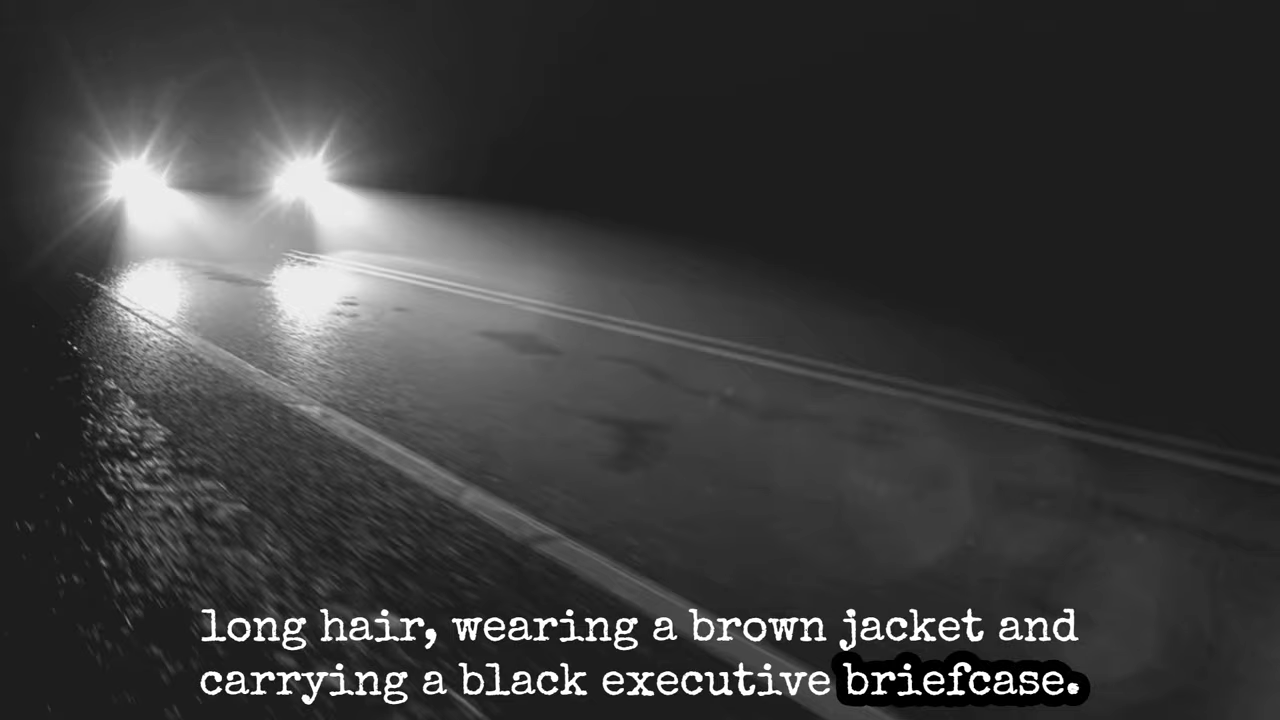 long hair, wearing a brown jacket and
carrying a black executive briefcase.